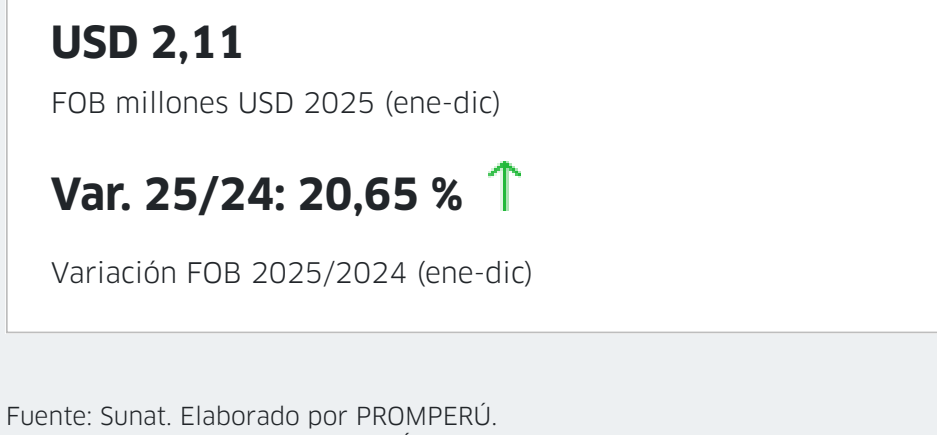 USD 2,11
FOB millones USD 2025 (ene-dic)
Var. 25/24: 20,65 %
Variación FOB 2025/2024 (ene-dic)
Fuente: Sunat. Elaborado por PROMPERÚ.